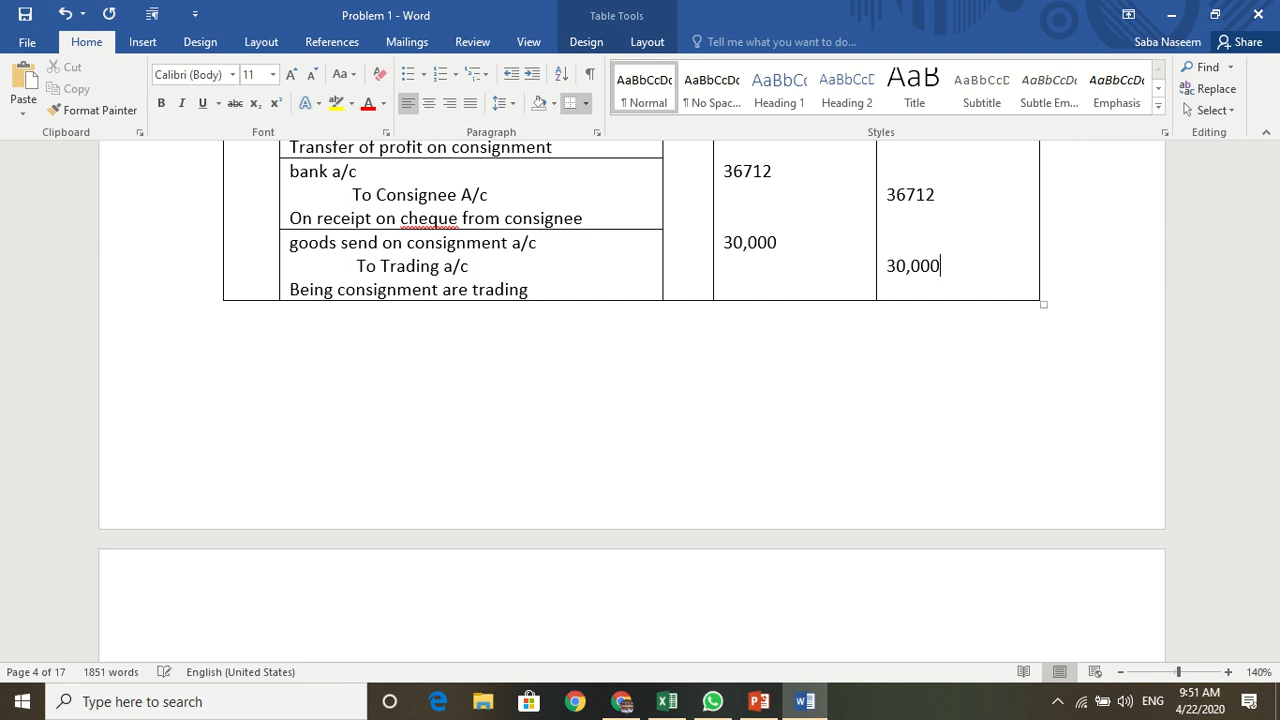 Problem 1 - Word
Table Tools
Saba Naseem
Share
File
Home
Insert
Design
Layout
References
Mailings
Review
View
Design
Layout
Tell me what you want to do...
Paste
Cut
Copy
Format Painter
Clipboard
Calibri (Body)
11
Font
Paragraph
AaBbCcDc
¶ Normal
AaBbCcDc
¶ No Spac...
AaBbCc
Heading 1
AaBbCcD
Heading 2
AaB
Title
AaBbCcD
Subtitle
AaBbCcDc
Subtle Em...
AaBbCcDc
Emphasis
Styles
Find
Replace
Select
Editing
Transfer of profit on consignment
bank a/c 36712
To Consignee A/c 36712
On receipt on cheque from consignee
goods send on consignment a/c 30,000
To Trading a/c 30,000
Being consignment are trading
Page 4 of 17
1851 words
English (United States)
140%
Type here to search
ENG
9:51 AM
4/22/2020